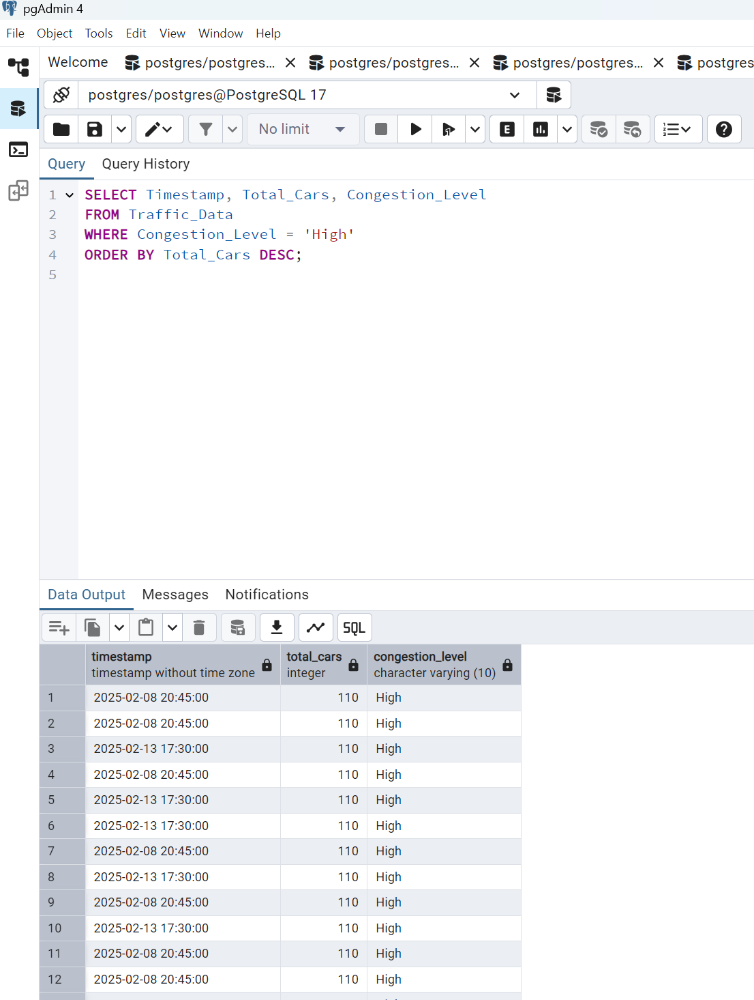 pgAdmin 4
File Object Tools Edit View Window Help
Welcome postgres/postgres... postgres/postgres... postgres/postgres... postgres
postgres/postgres@PostgreSQL 17
No limit E
Query Query History
1 SELECT Timestamp, Total_Cars, Congestion_Level
2 FROM Traffic_Data
3 WHERE Congestion_Level = 'High'
4 ORDER BY Total_Cars DESC;
5
Data Output Messages Notifications
SQL
timestamp total_cars congestion_level
timestamp without time zone integer character varying (10)
1 2025-02-08 20:45:00 110 High
2 2025-02-08 20:45:00 110 High
3 2025-02-13 17:30:00 110 High
4 2025-02-08 20:45:00 110 High
5 2025-02-13 17:30:00 110 High
6 2025-02-13 17:30:00 110 High
7 2025-02-08 20:45:00 110 High
8 2025-02-13 17:30:00 110 High
9 2025-02-08 20:45:00 110 High
10 2025-02-13 17:30:00 110 High
11 2025-02-08 20:45:00 110 High
12 2025-02-08 20:45:00 110 High